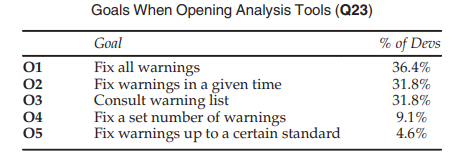 Goals When Opening Analysis Tools (Q23)
Goal % of Devs
O1 Fix all warnings 36.4%
O2 Fix warnings in a given time 31.8%
O3 Consult warning list 31.8%
O4 Fix a set number of warnings 9.1%
O5 Fix warnings up to a certain standard 4.6%